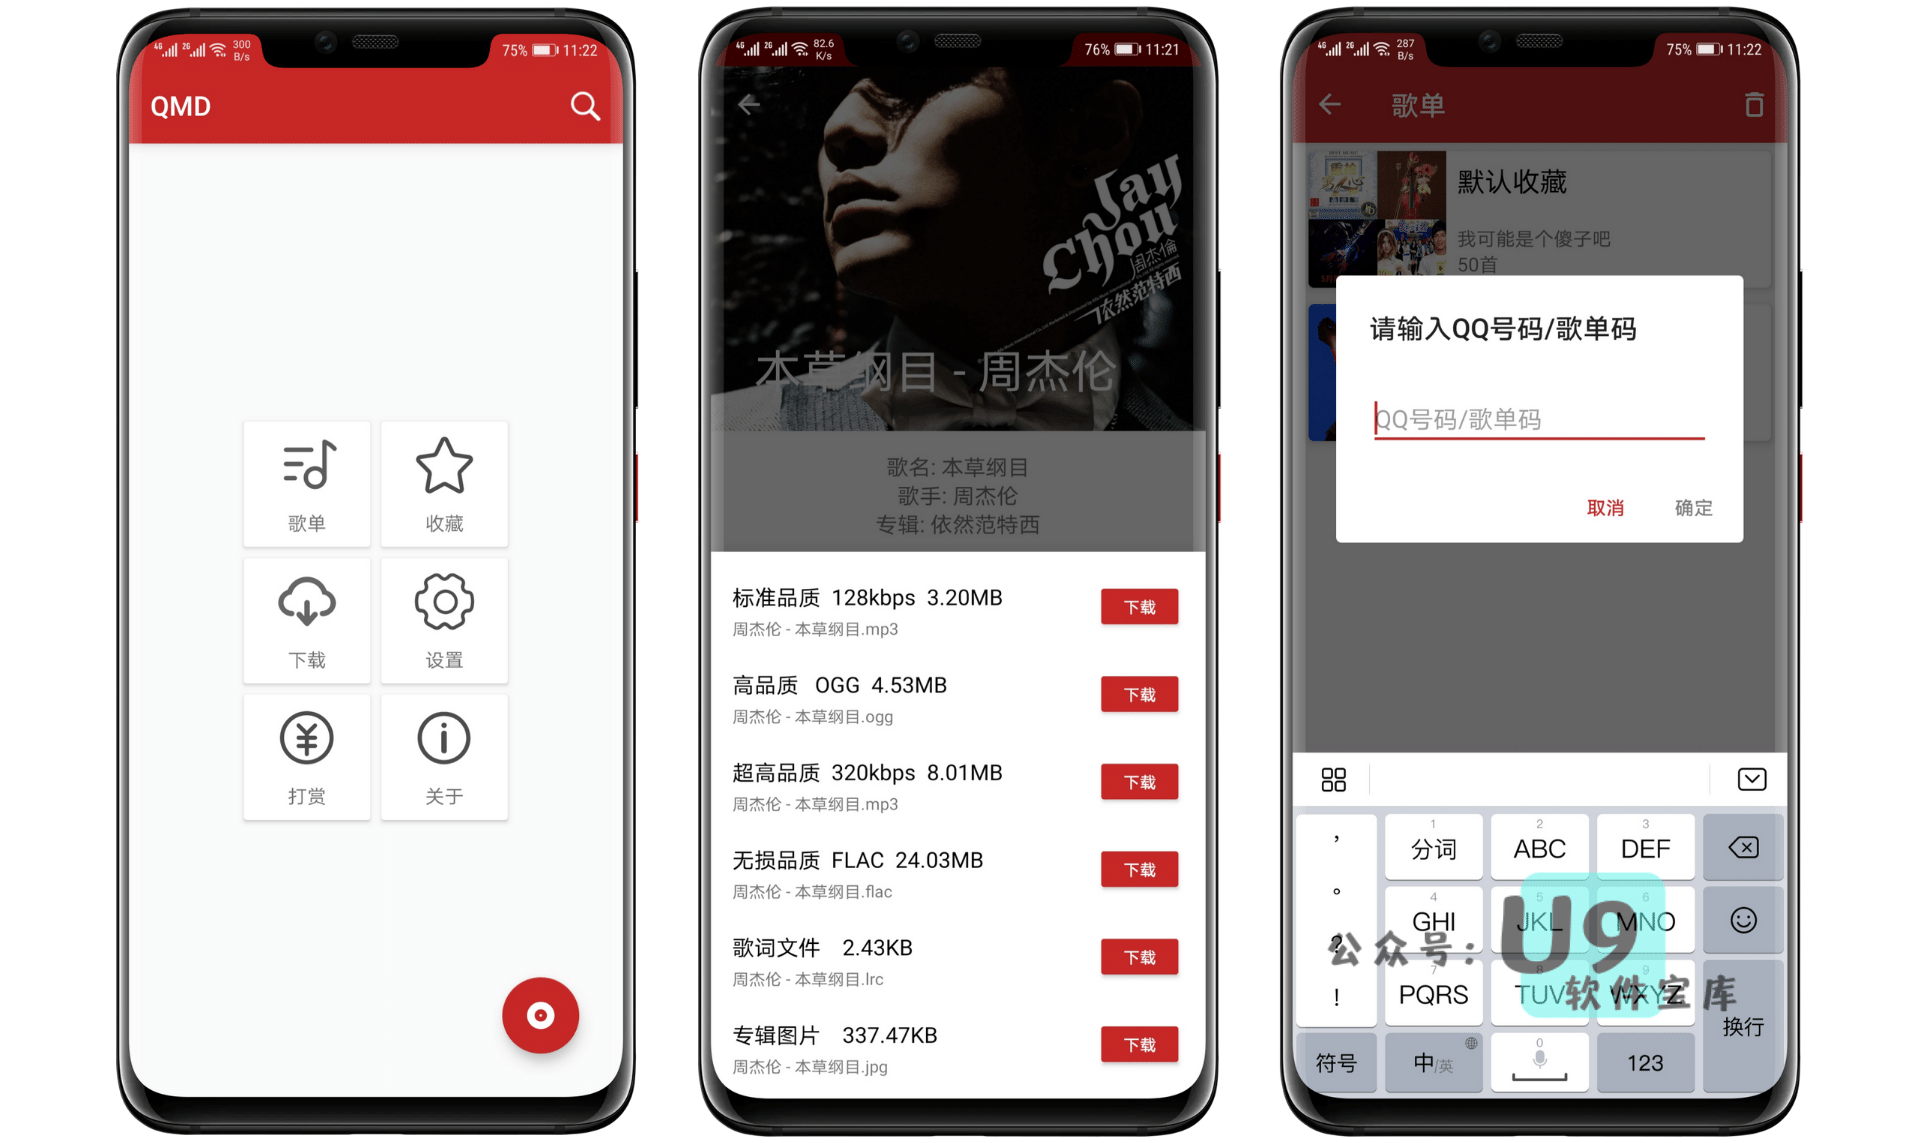 4G 2G 300 B/s 75% 11:22
QMD
歌单 收藏
下载 设置
打赏 关于
4G 2G 82.6 K/s 76% 11:21
Jay
Chou
周杰倫
依然范特西
本草纲目 - 周杰伦
歌名: 本草纲目
歌手: 周杰伦
专辑: 依然范特西
标准品质 128kbps 3.20MB
周杰伦 - 本草纲目.mp3
下载
高品质 OGG 4.53MB
周杰伦 - 本草纲目.ogg
下载
超高品质 320kbps 8.01MB
周杰伦 - 本草纲目.mp3
下载
无损品质 FLAC 24.03MB
周杰伦 - 本草纲目.flac
下载
歌词文件 2.43KB
周杰伦 - 本草纲目.lrc
下载
专辑图片 337.47KB
周杰伦 - 本草纲目.jpg
下载
4G 2G 287 B/s 75% 11:22
歌单
默认收藏
我可能是个傻子吧
50首
请输入QQ号码/歌单码
QQ号码/歌单码
取消 确定
, 1 分词 2 ABC 3 DEF
。 4 GHI 5 JKL 6 MNO
? 7 PQRS 8 TUV 9 WXYZ
! 换行
符号 中/英 0 123
公众号: U9
软件宝库